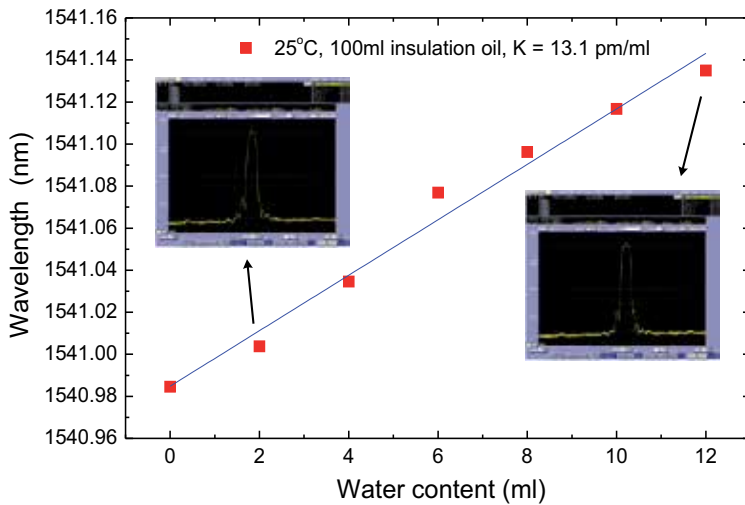 1541.16
1541.14
1541.12
1541.10
1541.08
1541.06
1541.04
1541.02
1541.00
1540.98
1540.96
Wavelength (nm)
25°C, 100ml insulation oil, K = 13.1 pm/ml
0 2 4 6 8 10 12
Water content (ml)